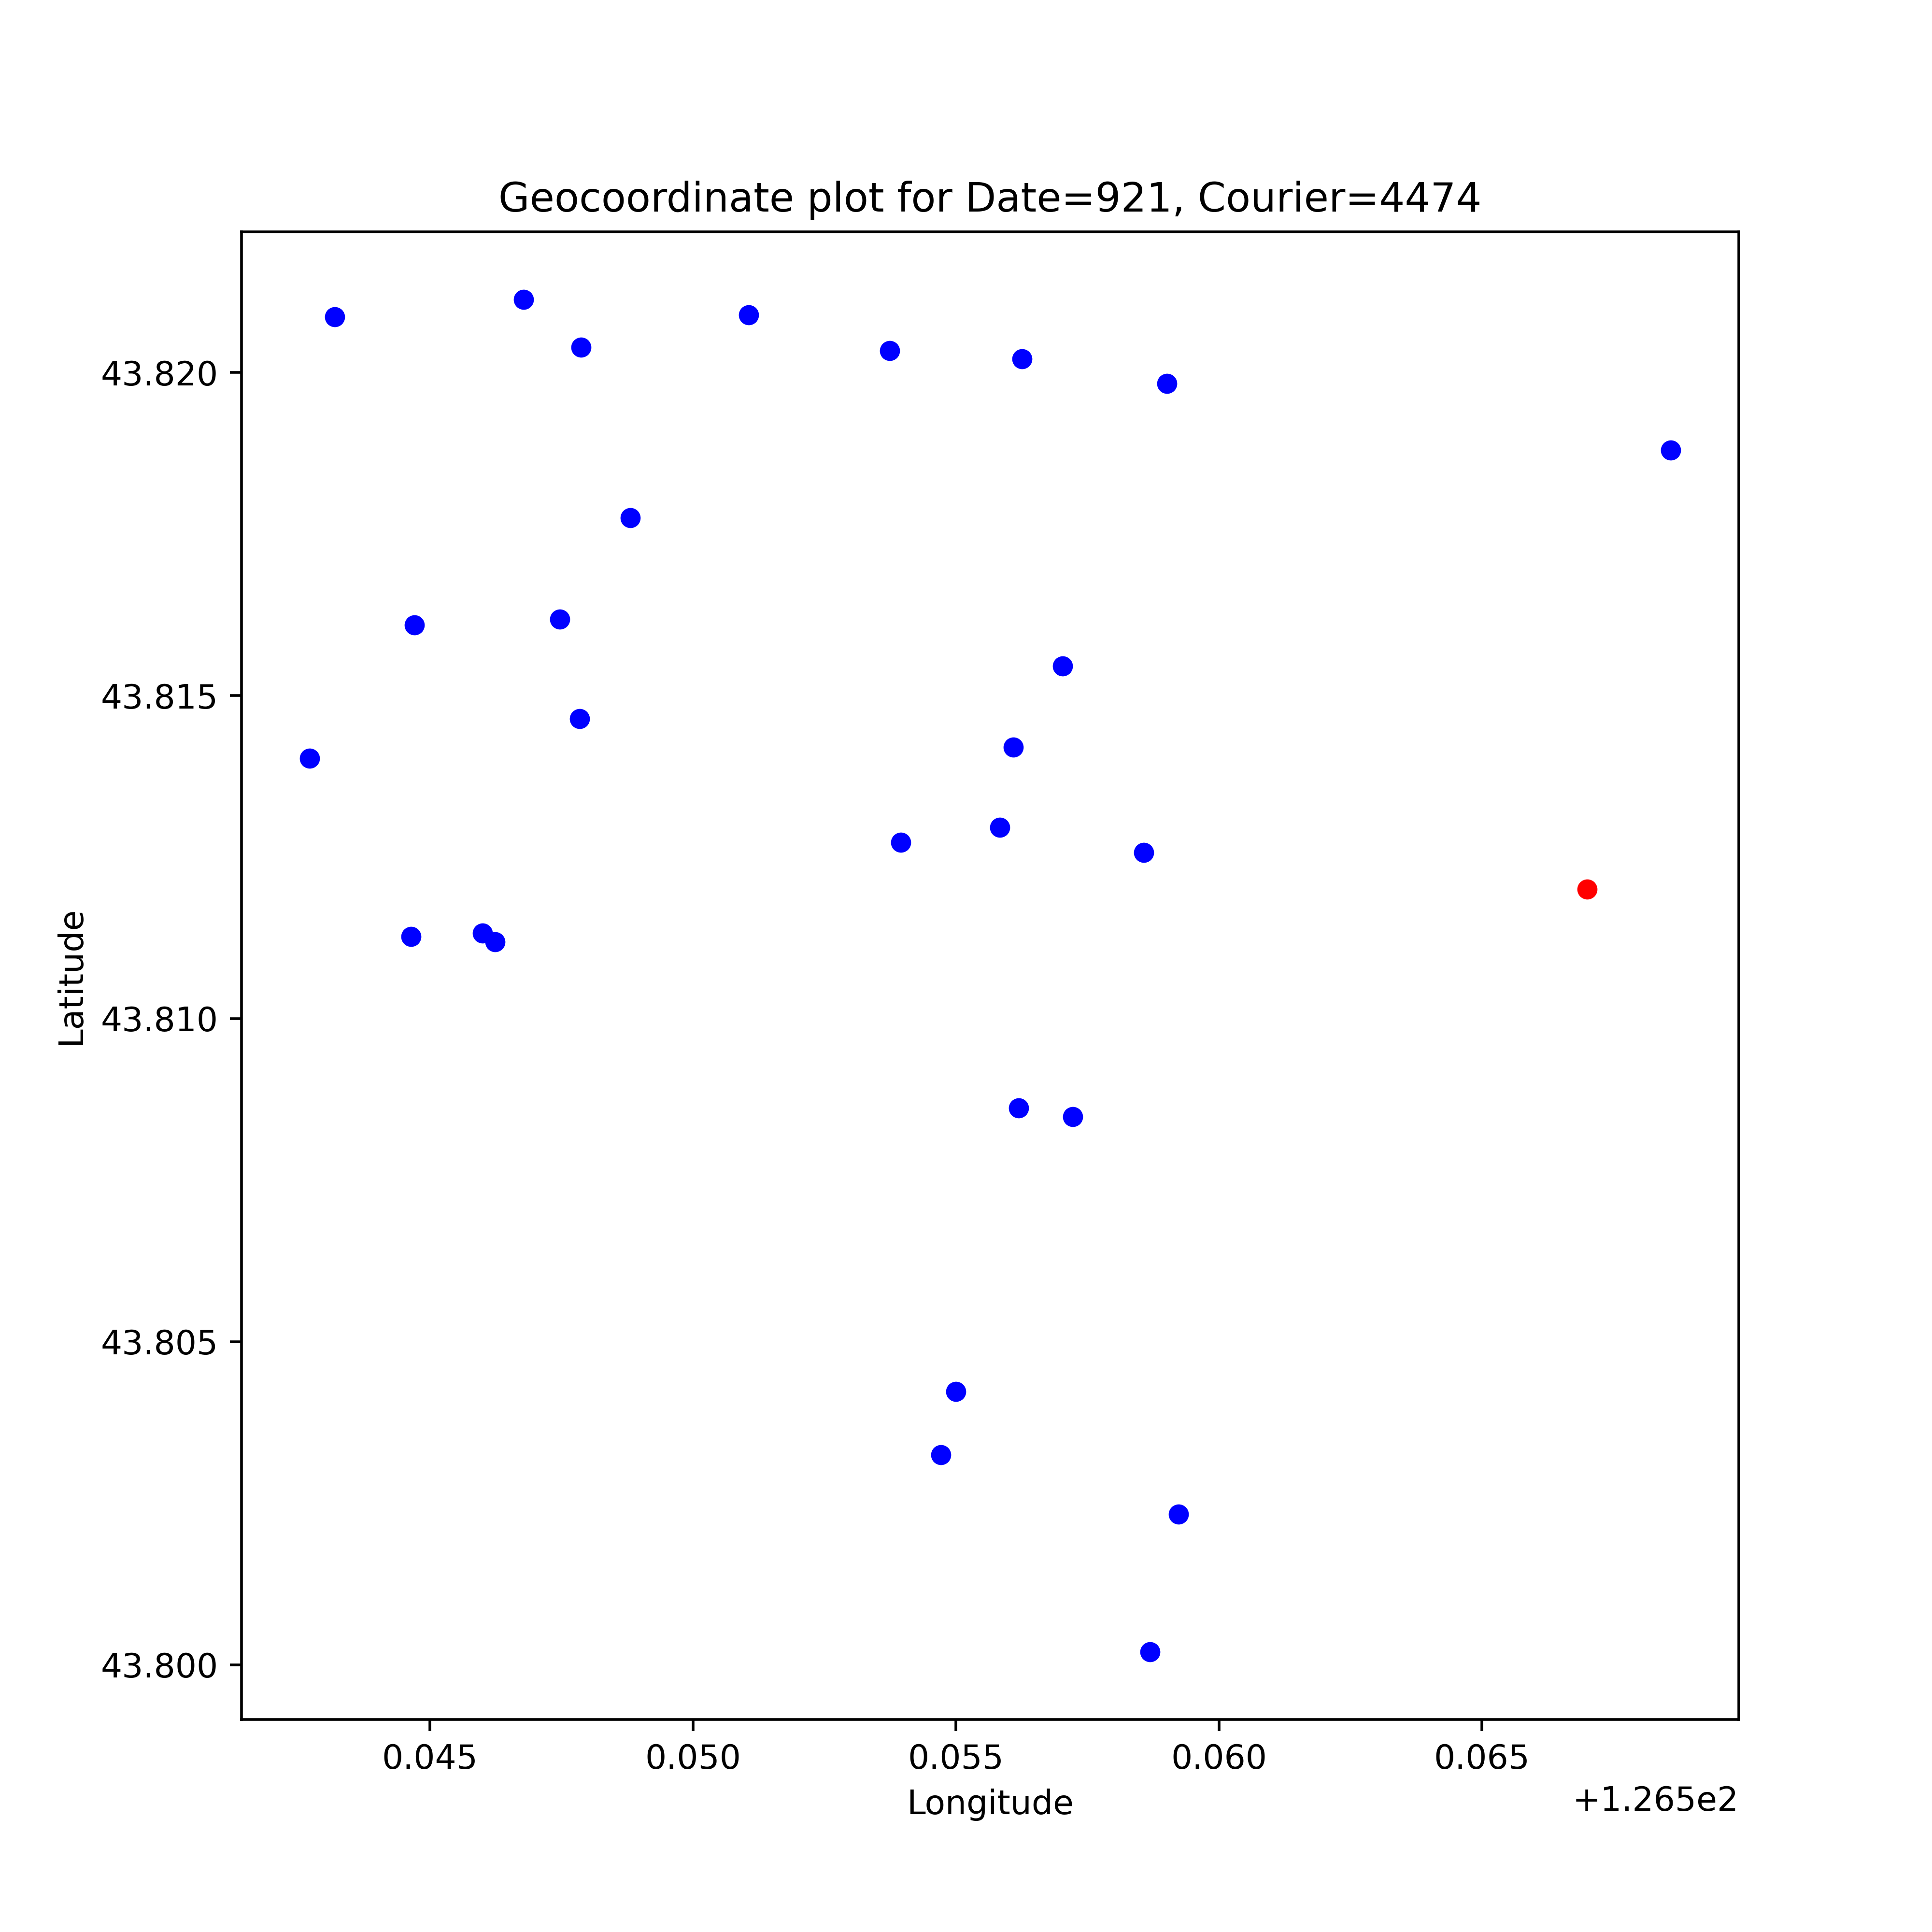 Geocoordinate plot for Date=921, Courier=4474
43.820
43.815
43.810
43.805
43.800
Latitude
0.045 0.050 0.055 0.060 0.065
Longitude
+1.265e2